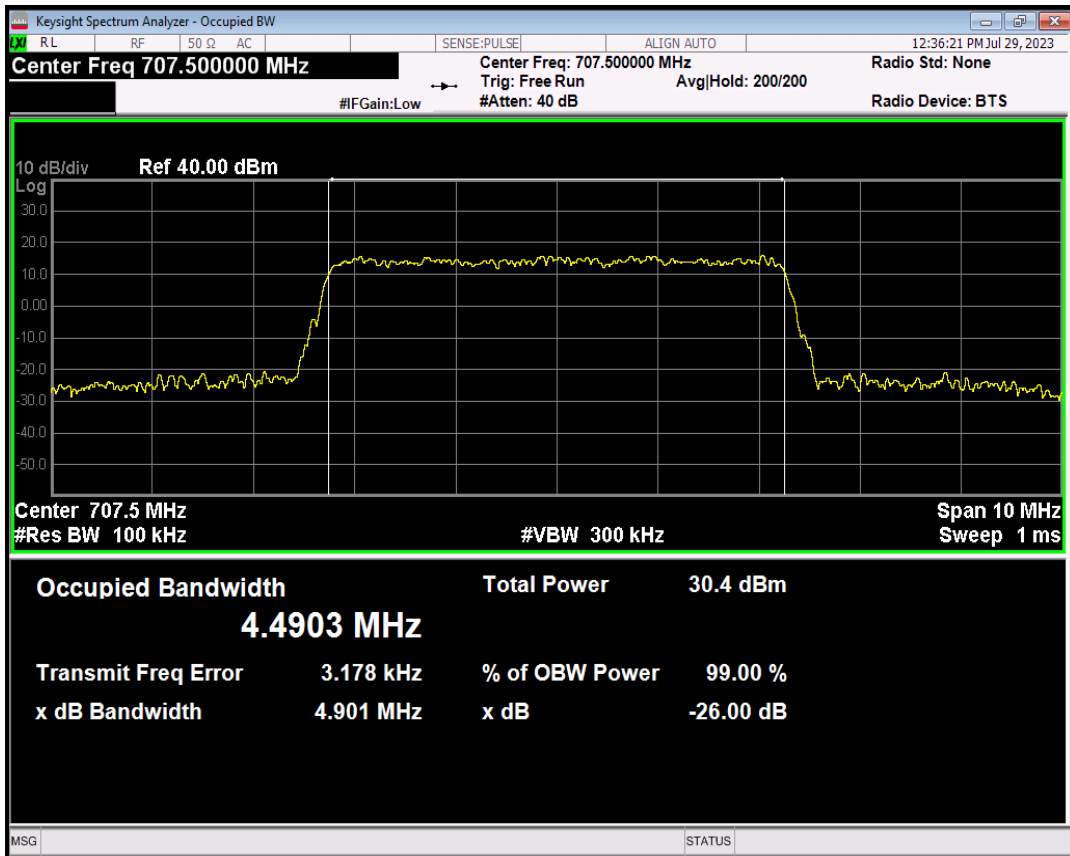 Keysight Spectrum Analyzer - Occupied BW
LXI RL RF 50 Ω AC SENSE:PULSE ALIGN AUTO 12:36:21 PM Jul 29, 2023
Center Freq 707.500000 MHz Center Freq: 707.500000 MHz Radio Std: None
Trig: Free Run Avg|Hold: 200/200
#IFGain:Low #Atten: 40 dB Radio Device: BTS
10 dB/div Ref 40.00 dBm
Log
30.0
20.0
10.0
0.00
-10.0
-20.0
-30.0
-40.0
-50.0
Center 707.5 MHz Span 10 MHz
#Res BW 100 kHz #VBW 300 kHz Sweep 1 ms
Occupied Bandwidth Total Power 30.4 dBm
4.4903 MHz
Transmit Freq Error 3.178 kHz % of OBW Power 99.00 %
x dB Bandwidth 4.901 MHz x dB -26.00 dB
MSG STATUS